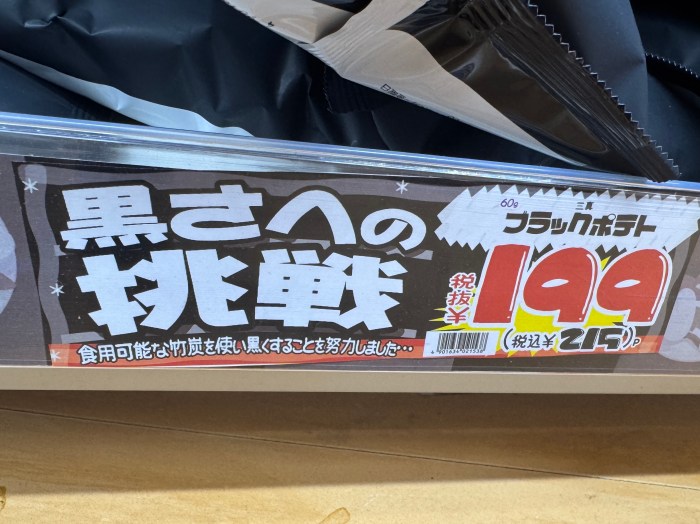 黒さへの
挑戦
食用可能な竹炭を使い黒くすることを努力しました…
60g
三真
ブラックポテト
税抜¥
199
(税込¥215)P